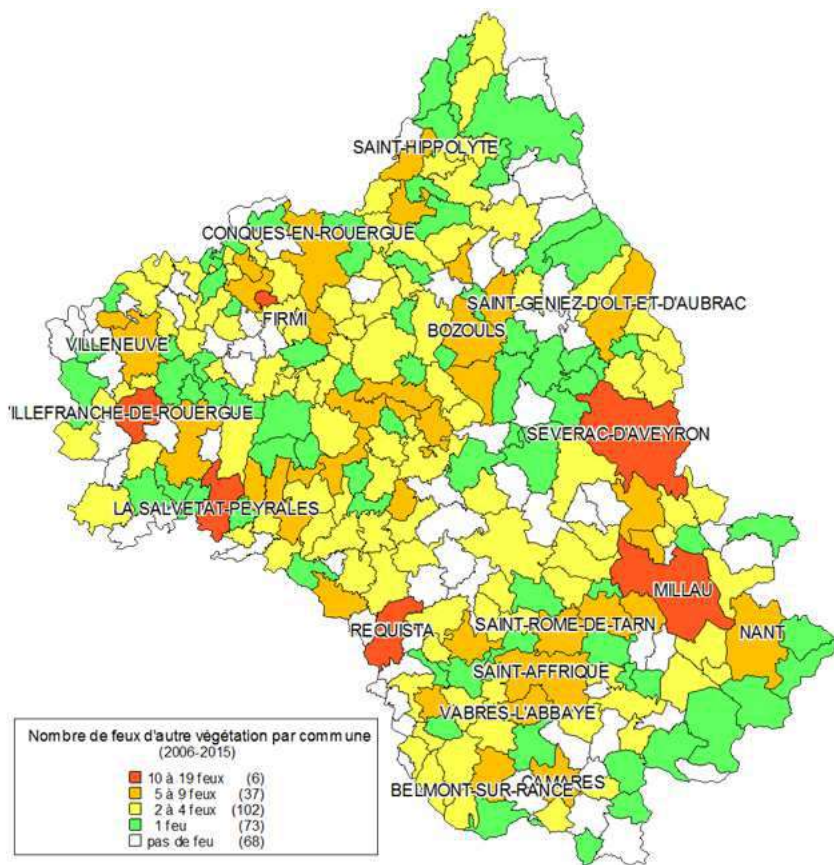 SAINT-HIPPOLYTE
CONQUES-EN-ROUERGUE
SAINT-GENIEZ-D'OLT-ET-D'AUBRAC
FIRMI
BOZOULS
VILLENEUVE
'ILLEFRANCHE-DE-ROUERGUE
SEVERAC-D'AVEYRON
LA SALVETAT-PEYRALES
MILLAU
REQUISTA
SAINT-ROME-DE-TARN
NANT
SAINT-AFFRIQUE
VABRES-L'ABBAYE
CAMARES
BELMONT-SUR-RANCE
Nombre de feux d'autre végétation par commune
(2006-2015)
10 à 19 feux (6)
5 à 9 feux (37)
2 à 4 feux (102)
1 feu (73)
pas de feu (68)